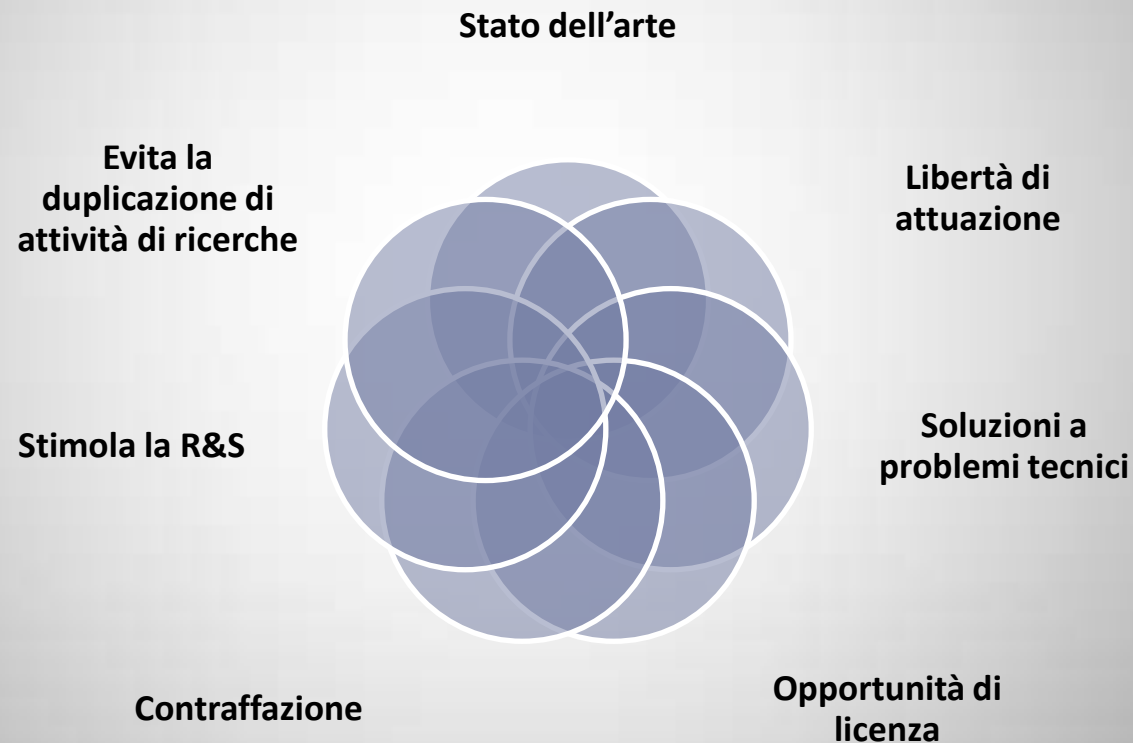 Stato dell’arte
Evita la
duplicazione di
attività di ricerche
Libertà di
attuazione
Stimola la R&S
Soluzioni a
problemi tecnici
Contraffazione
Opportunità di
licenza